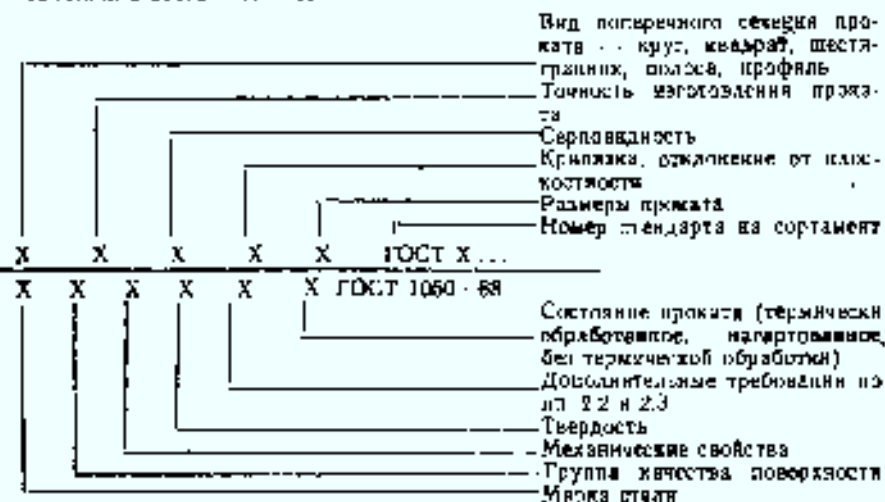 Вид поперечного сечения про-
ката -- круг, квадрат, шести-
гранник, полоса, профиль
Точность изготовления прока-
та
Серповидность
Кривизна, отклонение от плос-
костности
Размеры проката
Номер стандарта на сортамент
X X X X X ГОСТ X ...
X X X X X X ГОСТ 1050 - 88
Состояние проката (термически
обработанное, нагартованное,
без термической обработки)
Дополнительные требования по
пп 2.2 и 2.3
Твердость
Механические свойства
Группа качества поверхности
Марка стали